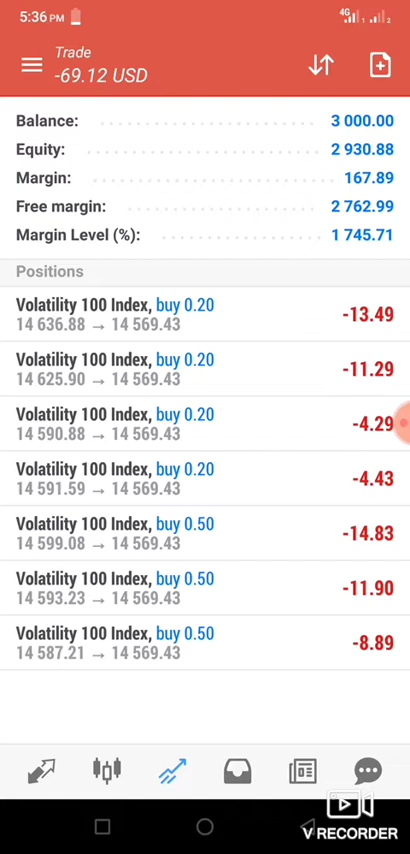 5:36 PM 4G 1 2
Trade
-69.12 USD
Balance: 3 000.00
Equity: 2 930.88
Margin: 167.89
Free margin: 2 762.99
Margin Level (%): 1 745.71
Positions
Volatility 100 Index, buy 0.20
14 636.88 → 14 569.43 -13.49
Volatility 100 Index, buy 0.20
14 625.90 → 14 569.43 -11.29
Volatility 100 Index, buy 0.20
14 590.88 → 14 569.43 -4.29
Volatility 100 Index, buy 0.20
14 591.59 → 14 569.43 -4.43
Volatility 100 Index, buy 0.50
14 599.08 → 14 569.43 -14.83
Volatility 100 Index, buy 0.50
14 593.23 → 14 569.43 -11.90
Volatility 100 Index, buy 0.50
14 587.21 → 14 569.43 -8.89
V RECORDER